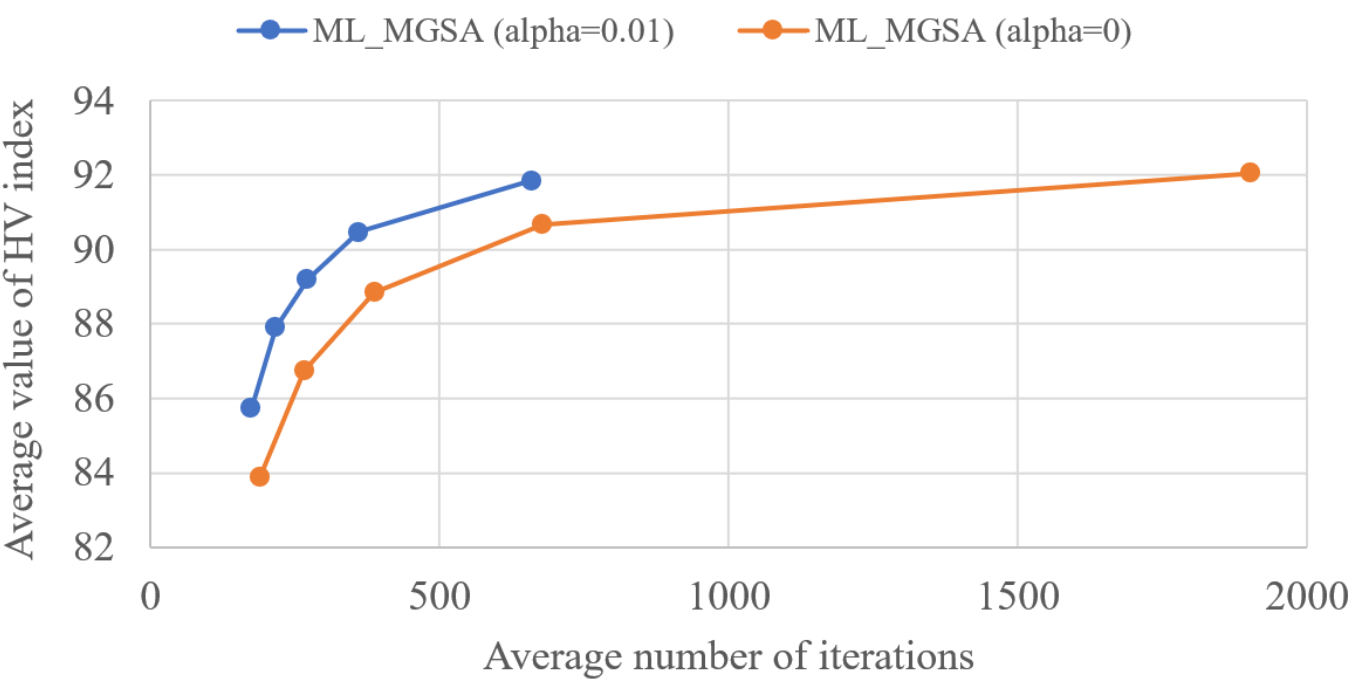 ML_MGSA (alpha=0.01) ML_MGSA (alpha=0)
Average value of HV index
94
92
90
88
86
84
82
0 500 1000 1500 2000
Average number of iterations